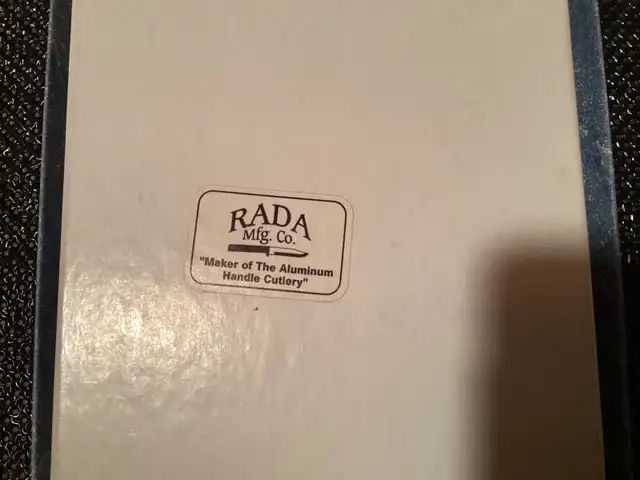 RADA
Mfg. Co.
"Maker of The Aluminum
Handle Cutlery"